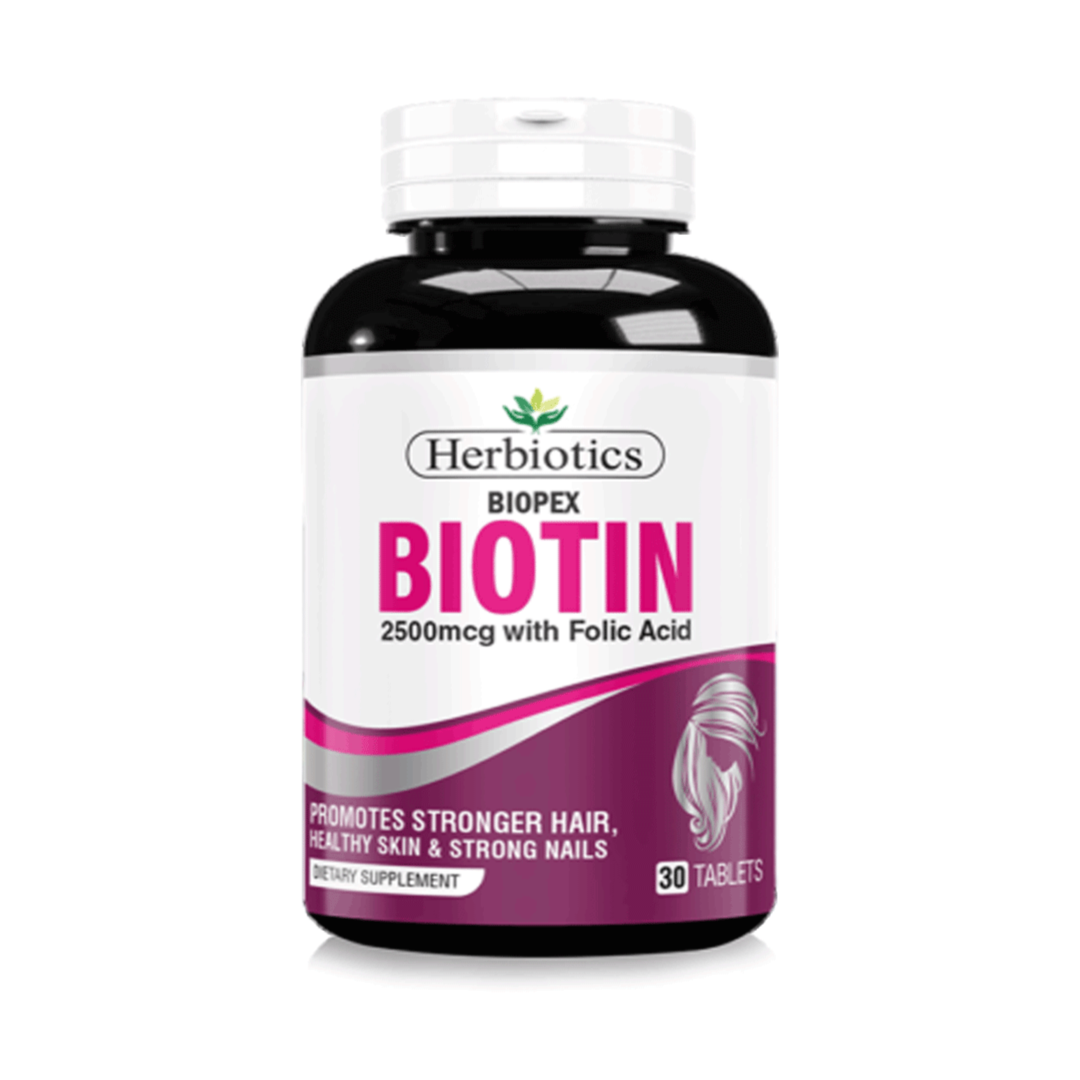 Herbiotics
BIOPEX
BIOTIN
2500mcg with Folic Acid
PROMOTES STRONGER HAIR,
HEALTHY SKIN & STRONG NAILS
DIETARY SUPPLEMENT
30 TABLETS